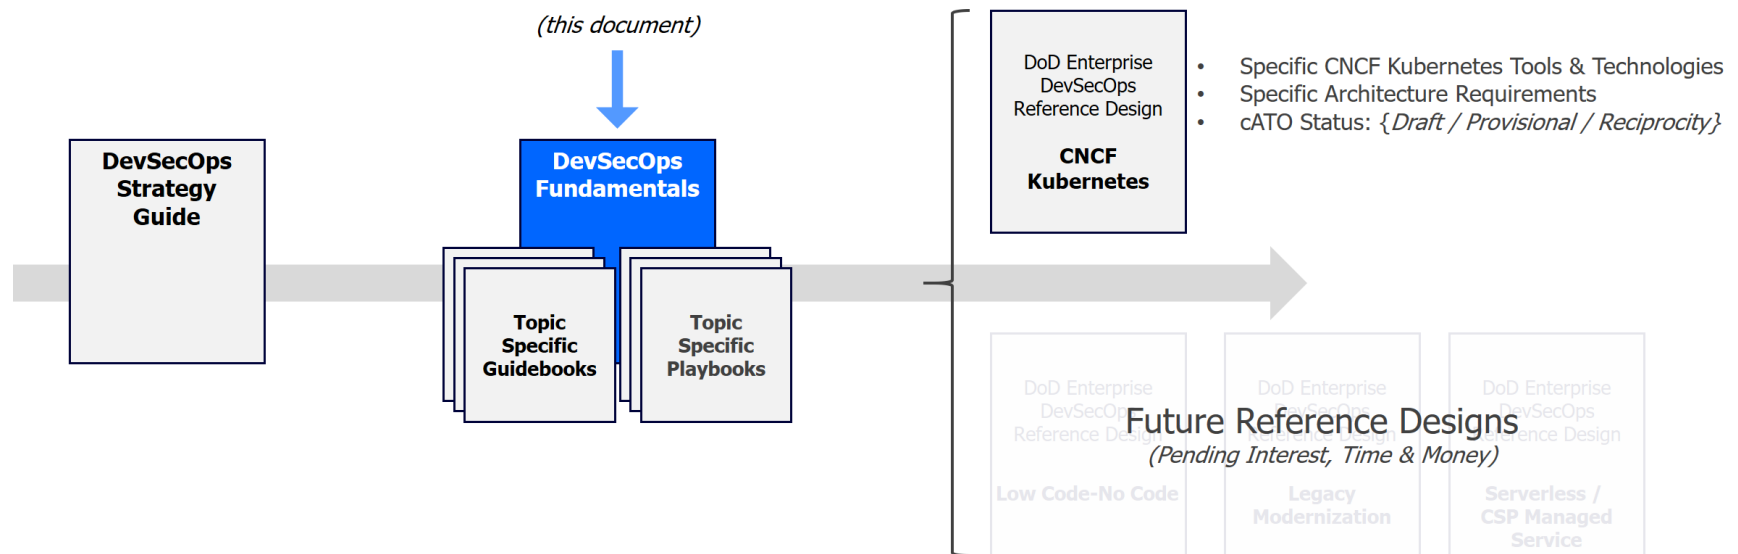 (this document)
DevSecOps
Strategy
Guide
DevSecOps
Fundamentals
Topic
Specific
Guidebooks
Topic
Specific
Playbooks
DoD Enterprise
DevSecOps
Reference Design
CNCF
Kubernetes
• Specific CNCF Kubernetes Tools & Technologies
• Specific Architecture Requirements
• cATO Status: {Draft / Provisional / Reciprocity}
Future Reference Designs
(Pending Interest, Time & Money)
DoD Enterprise
DevSecOps
Reference Design
Low Code-No Code
DoD Enterprise
DevSecOps
Reference Design
Legacy
Modernization
DoD Enterprise
DevSecOps
Reference Design
Serverless /
CSP Managed
Service